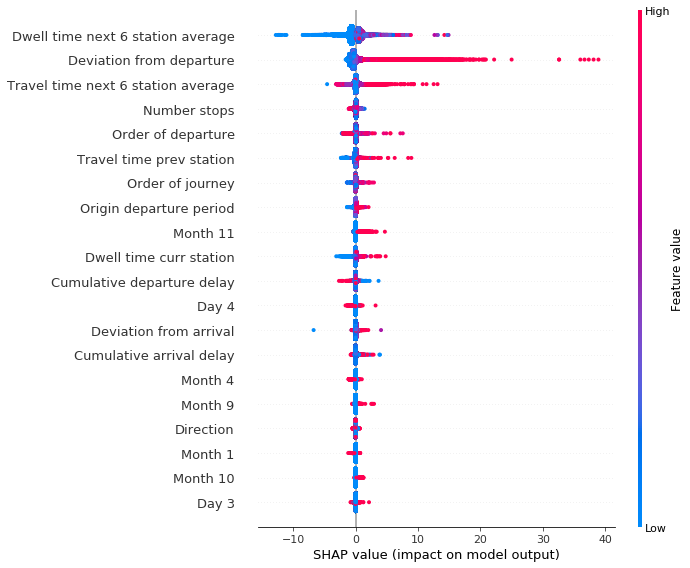 High
Dwell time next 6 station average
Deviation from departure
Travel time next 6 station average
Number stops
Order of departure
Travel time prev station
Order of journey
Origin departure period
Month 11
Dwell time curr station
Cumulative departure delay
Day 4
Deviation from arrival
Cumulative arrival delay
Month 4
Month 9
Direction
Month 1
Month 10
Day 3
Feature value
Low
−10 0 10 20 30 40
SHAP value (impact on model output)